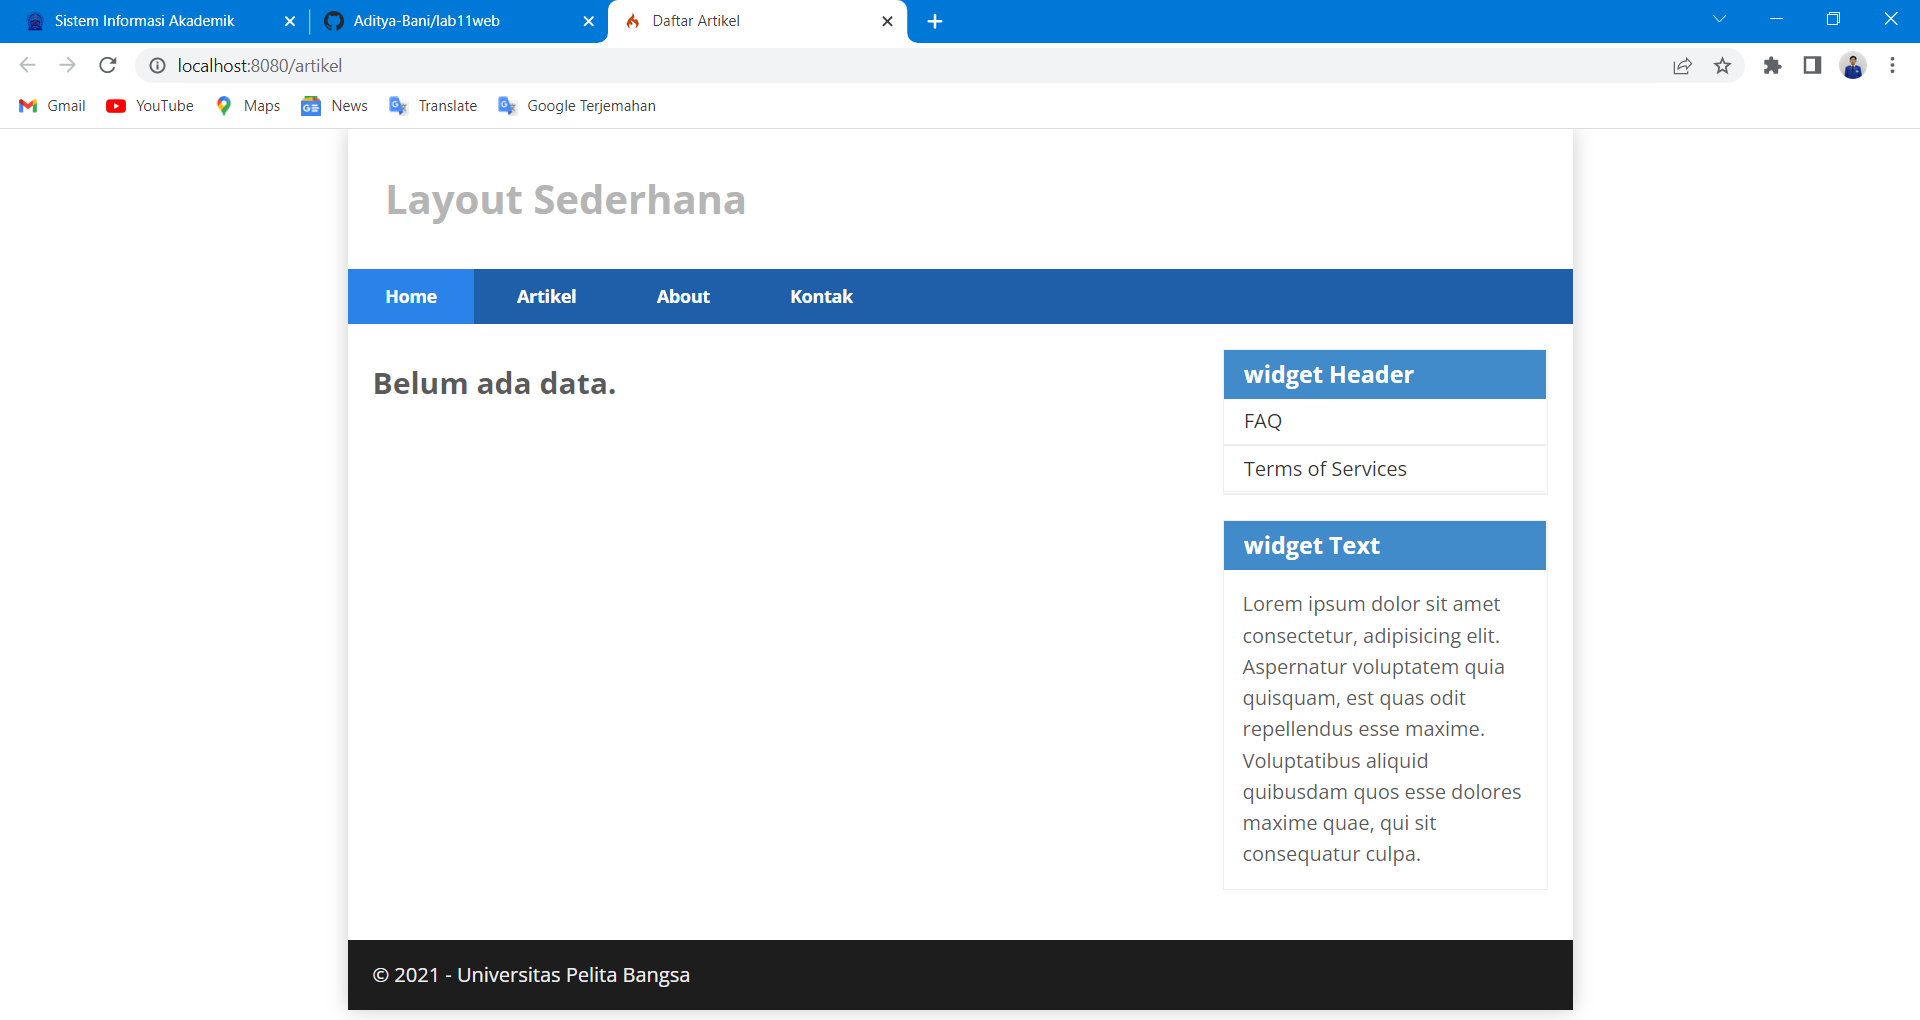 Sistem Informasi Akademik
Aditya-Bani/lab11web
Daftar Artikel
localhost:8080/artikel
Gmail
YouTube
Maps
News
Translate
Google Terjemahan
Layout Sederhana
Home
Artikel
About
Kontak
Belum ada data.
widget Header
FAQ
Terms of Services
widget Text
Lorem ipsum dolor sit amet
consectetur, adipisicing elit.
Aspernatur voluptatem quia
quisquam, est quas odit
repellendus esse maxime.
Voluptatibus aliquid
quibusdam quos esse dolores
maxime quae, qui sit
consequatur culpa.
© 2021 - Universitas Pelita Bangsa